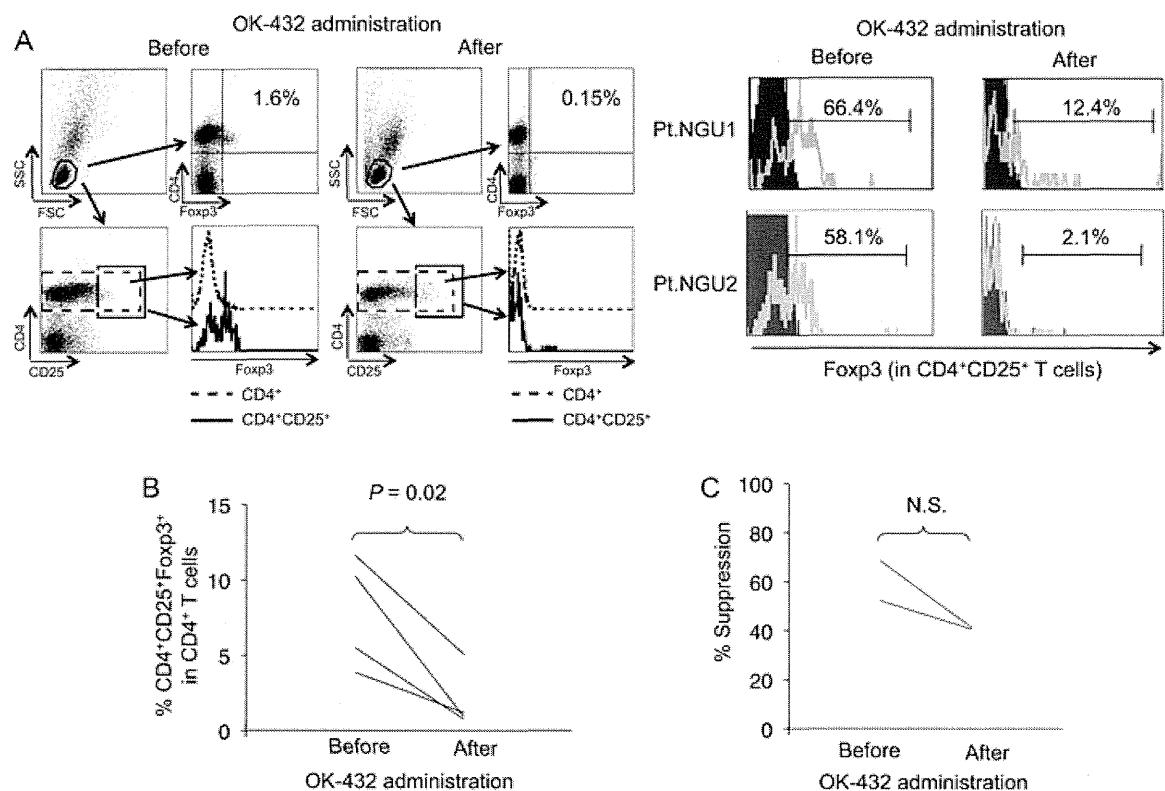 A
OK-432 administration
Before
After
1.6%
0.15%
SSC
FSC
CD4
Foxp3
SSC
FSC
CD4
Foxp3
CD4
CD25
Foxp3
CD4
CD25
Foxp3
CD4⁺
CD4⁺CD25⁺
CD4⁺
CD4⁺CD25⁺
OK-432 administration
Before
After
Pt.NGU1
66.4%
12.4%
Pt.NGU2
58.1%
2.1%
Foxp3 (in CD4⁺CD25⁺ T cells)
B
P = 0.02
% CD4⁺CD25⁺Foxp3⁺
in CD4⁺ T cells
15
10
5
0
Before
After
OK-432 administration
C
N.S.
% Suppression
100
80
60
40
20
0
Before
After
OK-432 administration